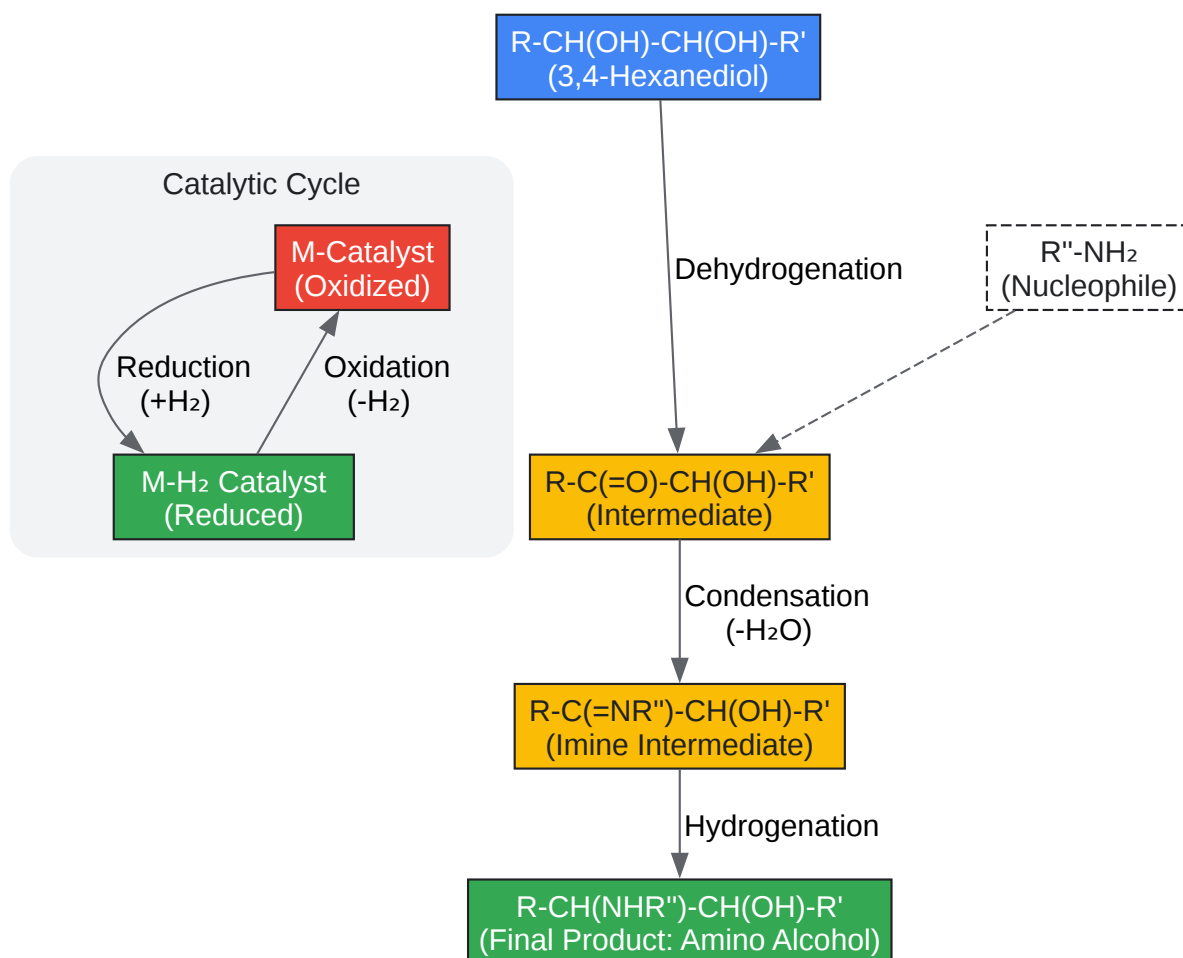 R-CH(OH)-CH(OH)-R'
(3,4-Hexanediol)
Catalytic Cycle
M-Catalyst
(Oxidized)
Reduction
(+H₂)
Oxidation
(-H₂)
M-H₂ Catalyst
(Reduced)
Dehydrogenation
R''-NH₂
(Nucleophile)
R-C(=O)-CH(OH)-R'
(Intermediate)
Condensation
(-H₂O)
R-C(=NR'')-CH(OH)-R'
(Imine Intermediate)
Hydrogenation
R-CH(NHR'')-CH(OH)-R'
(Final Product: Amino Alcohol)